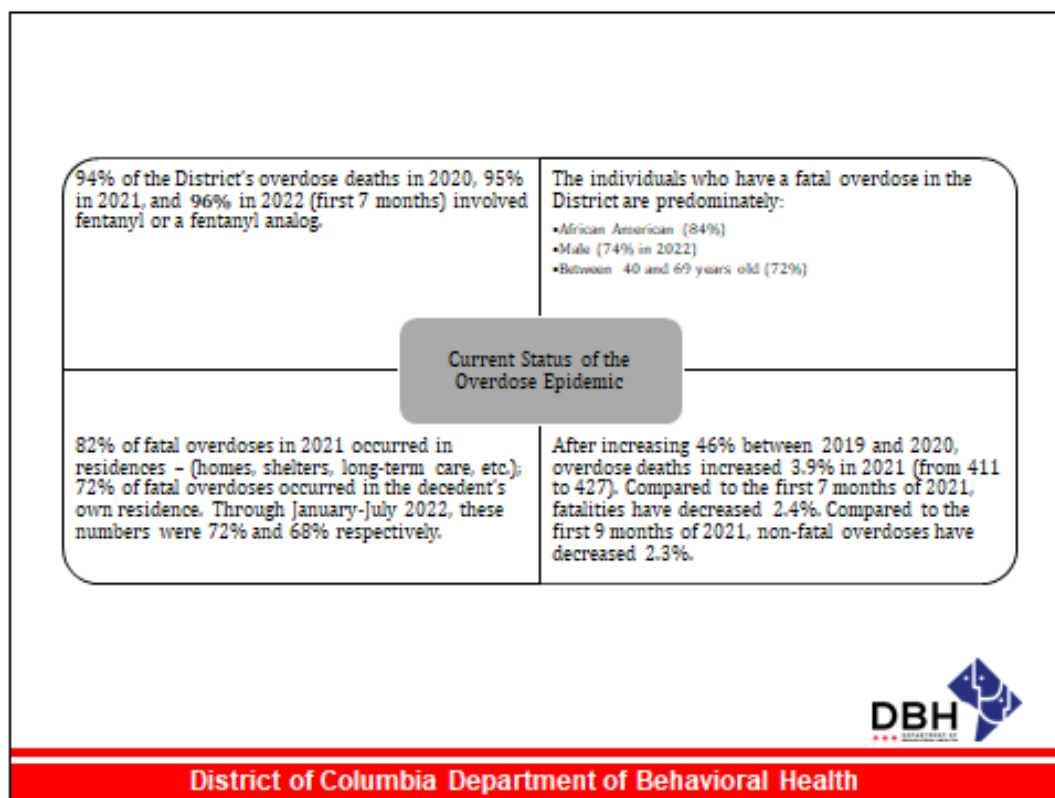 94% of the District's overdose deaths in 2020, 95%
in 2021, and 96% in 2022 (first 7 months) involved
fentanyl or a fentanyl analog.
The individuals who have a fatal overdose in the
District are predominately:
•African American (84%)
•Male (74% in 2022)
•Between 40 and 69 years old (72%)
Current Status of the
Overdose Epidemic
82% of fatal overdoses in 2021 occurred in
residences – (homes, shelters, long-term care, etc.);
72% of fatal overdoses occurred in the decedent's
own residence. Through January-July 2022, these
numbers were 72% and 68% respectively.
After increasing 46% between 2019 and 2020,
overdose deaths increased 3.9% in 2021 (from 411
to 427). Compared to the first 7 months of 2021,
fatalities have decreased 2.4%. Compared to the
first 9 months of 2021, non-fatal overdoses have
decreased 2.3%.
DBH
District of Columbia Department of Behavioral Health